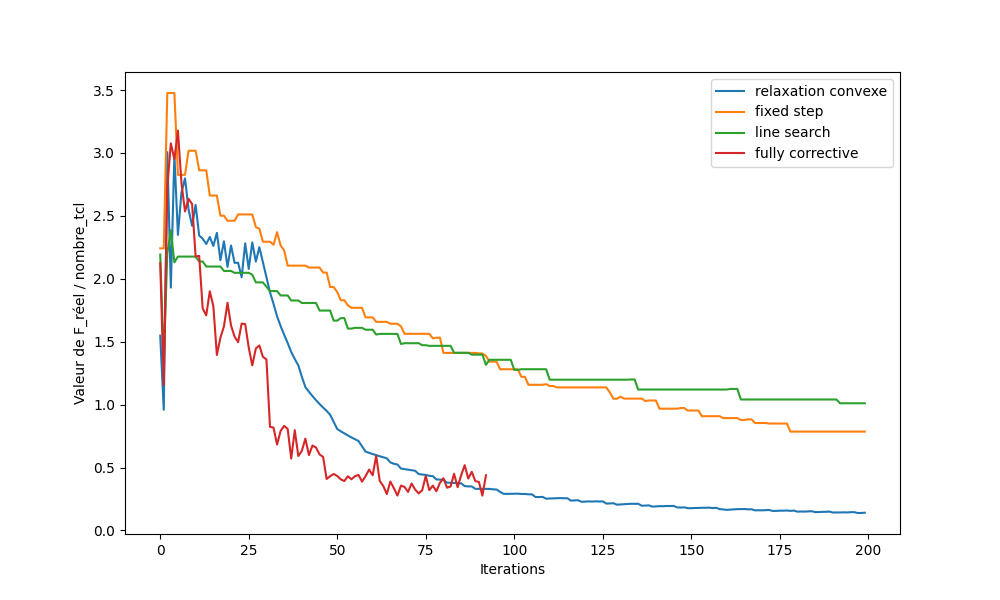 relaxation convexe
fixed step
line search
fully corrective
Valeur de F_réel / nombre_tcl
3.5
3.0
2.5
2.0
1.5
1.0
0.5
0.0
0 25 50 75 100 125 150 175 200
Iterations